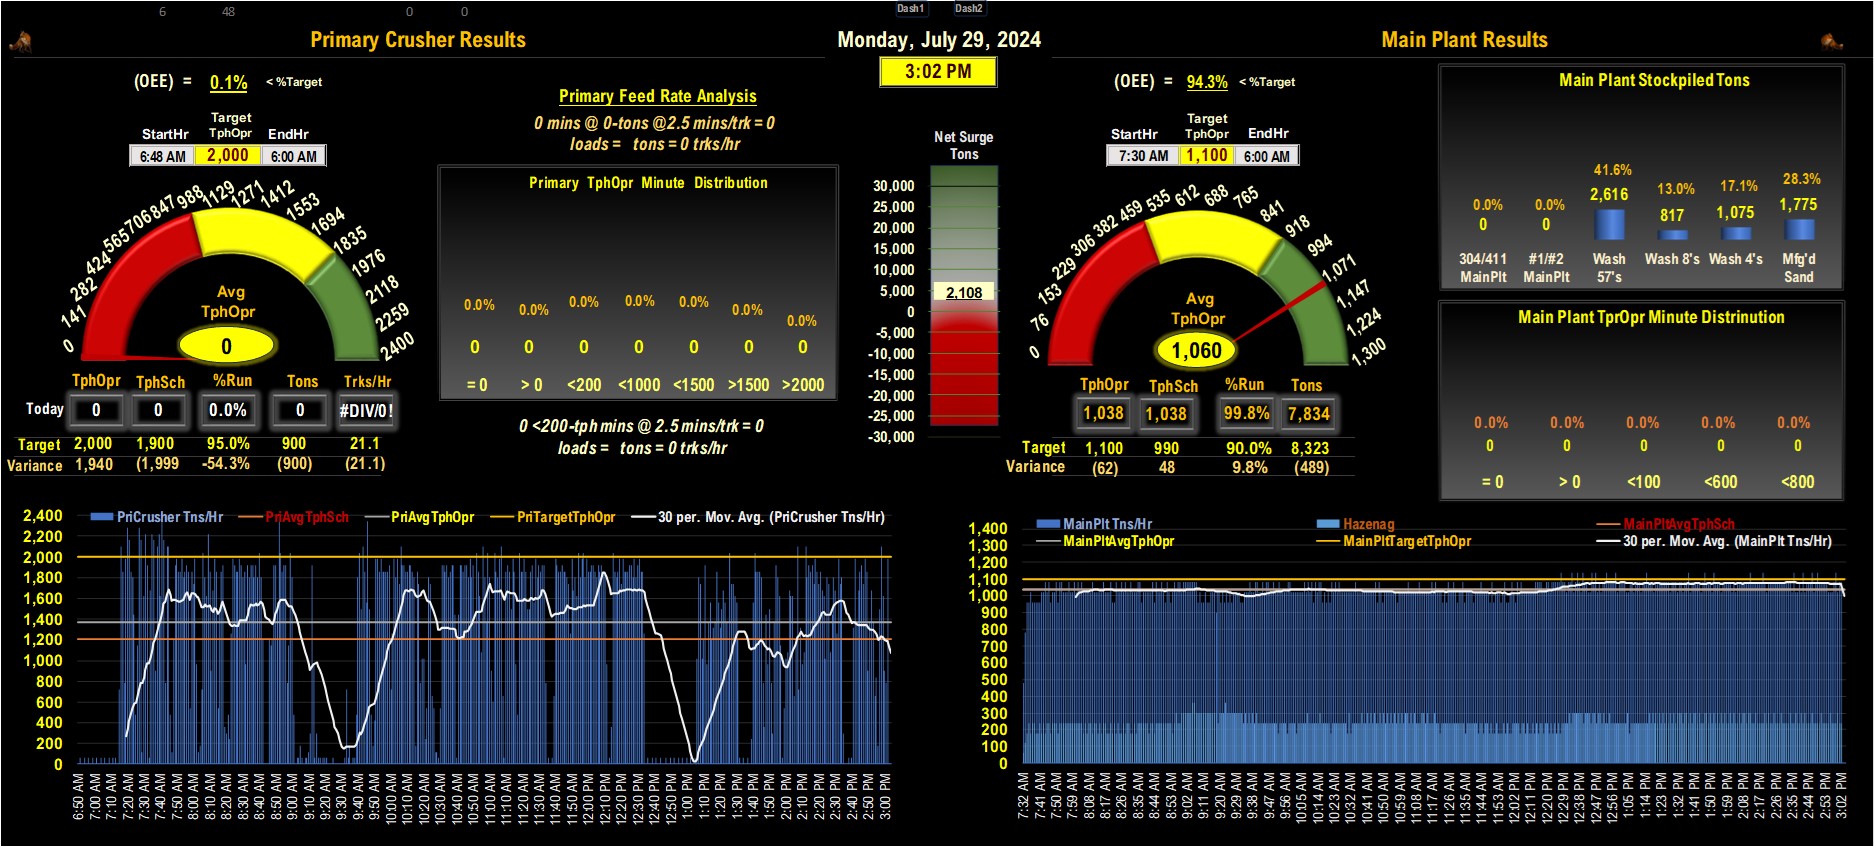 6 48 0 0 Dash1 Dash2
Primary Crusher Results
(OEE) = 0.1% < %Target
Target
StartHr TphOpr EndHr
6:48 AM 2,000 6:00 AM
0 141 282 424 565 706 847 988 1129 1271 1412 1553 1694 1835 1976 2118 2259 2400
Avg
TphOpr
0
TphOpr TphSch %Run Tons Trks/Hr
Today 0 0 0.0% 0 #DIV/0!
Target 2,000 1,900 95.0% 900 21.1
Variance 1,940 (1,999 -54.3% (900) (21.1)
Primary Feed Rate Analysis
0 mins @ 0-tons @2.5 mins/trk = 0
loads = tons = 0 trks/hr
Primary TphOpr Minute Distribution
0.0% 0.0% 0.0% 0.0% 0.0% 0.0% 0.0%
0 0 0 0 0 0 0
= 0 > 0 <200 <1000 <1500 >1500 >2000
0 <200-tph mins @ 2.5 mins/trk = 0
loads = tons = 0 trks/hr
Monday, July 29, 2024
3:02 PM
Net Surge
Tons
30,000
25,000
20,000
15,000
10,000
5,000
2,108
0
-5,000
-10,000
-15,000
-20,000
-25,000
-30,000
Main Plant Results
(OEE) = 94.3% < %Target
Target
StartHr TphOpr EndHr
7:30 AM 1,100 6:00 AM
0 76 153 229 306 382 459 535 612 688 765 841 918 994 1,071 1,147 1,224 1,300
Avg
TphOpr
1,060
TphOpr TphSch %Run Tons
1,038 1,038 99.8% 7,834
Target 1,100 990 90.0% 8,323
Variance (62) 48 9.8% (489)
Main Plant Stockpiled Tons
0.0% 0.0% 41.6% 13.0% 17.1% 28.3%
0 0 2,616 817 1,075 1,775
304/411 #1/#2 Wash Wash 8's Wash 4's Mfg'd
MainPlt MainPlt 57's Sand
Main Plant TprOpr Minute Distrinution
0.0% 0.0% 0.0% 0.0% 0.0%
0 0 0 0 0
= 0 > 0 <100 <600 <800
PriCrusher Tns/Hr PriAvgTphSch PriAvgTphOpr PriTargetTphOpr 30 per. Mov. Avg. (PriCrusher Tns/Hr)
2,400
2,200
2,000
1,800
1,600
1,400
1,200
1,000
800
600
400
200
0
6:50 AM 7:00 AM 7:10 AM 7:20 AM 7:30 AM 7:40 AM 7:50 AM 8:00 AM 8:10 AM 8:20 AM 8:30 AM 8:40 AM 8:50 AM 9:00 AM 9:10 AM 9:20 AM 9:30 AM 9:40 AM 9:50 AM 10:00 AM 10:10 AM 10:20 AM 10:30 AM 10:40 AM 10:50 AM 11:00 AM 11:10 AM 11:20 AM 11:30 AM 11:40 AM 11:50 AM 12:00 PM 12:10 PM 12:20 PM 12:30 PM 12:40 PM 12:50 PM 1:00 PM 1:10 PM 1:20 PM 1:30 PM 1:40 PM 1:50 PM 2:00 PM 2:10 PM 2:20 PM 2:30 PM 2:40 PM 2:50 PM 3:00 PM
MainPlt Tns/Hr Hazenag MainPltAvgTphSch
MainPltAvgTphOpr MainPltTargetTphOpr 30 per. Mov. Avg. (MainPlt Tns/Hr)
1,400
1,300
1,200
1,100
1,000
900
800
700
600
500
400
300
200
100
0
7:32 AM 7:41 AM 7:50 AM 7:59 AM 8:08 AM 8:17 AM 8:26 AM 8:35 AM 8:44 AM 8:53 AM 9:02 AM 9:11 AM 9:20 AM 9:29 AM 9:38 AM 9:47 AM 9:56 AM 10:05 AM 10:14 AM 10:23 AM 10:32 AM 10:41 AM 10:50 AM 10:59 AM 11:08 AM 11:17 AM 11:26 AM 11:35 AM 11:44 AM 11:53 AM 12:02 PM 12:11 PM 12:20 PM 12:29 PM 12:38 PM 12:47 PM 12:56 PM 1:05 PM 1:14 PM 1:23 PM 1:32 PM 1:41 PM 1:50 PM 1:59 PM 2:08 PM 2:17 PM 2:26 PM 2:35 PM 2:44 PM 2:53 PM 3:02 PM